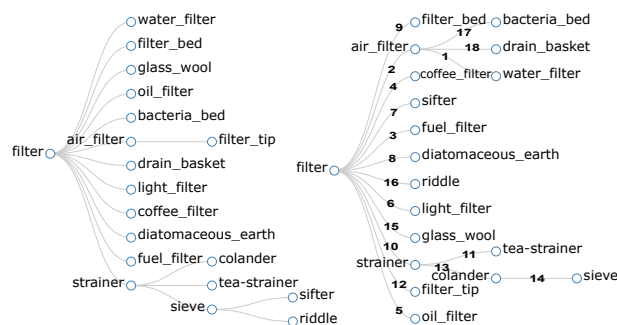 water_filter
filter_bed
glass_wool
oil_filter
bacteria_bed
air_filter filter_tip
filter
drain_basket
light_filter
coffee_filter
diatomaceous_earth
fuel_filter colander
strainer tea-strainer
sieve sifter
riddle
9 filter_bed bacteria_bed
17
air_filter 18 drain_basket
2 1
4 coffee_filter water_filter
7 sifter
3 fuel_filter
8 diatomaceous_earth
filter
16 riddle
6 light_filter
15 glass_wool
10 11 tea-strainer
strainer 13
colander 14 sieve
12 filter_tip
5 oil_filter